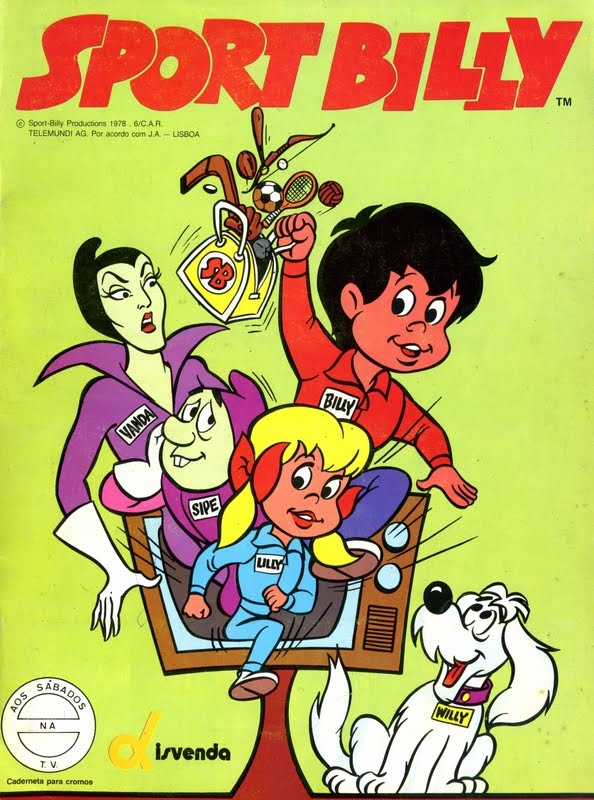 SPORT BILLY TM
© Sport-Billy Productions 1978 . 6/C.A.R.
TELEMUNDI AG. Por acordo com J.A. — LISBOA
SB
BILLY
VANDA
SIPE
LILLY
WILLY
AOS SÁBADOS
NA
T. V.
disvenda
Caderneta para cromos